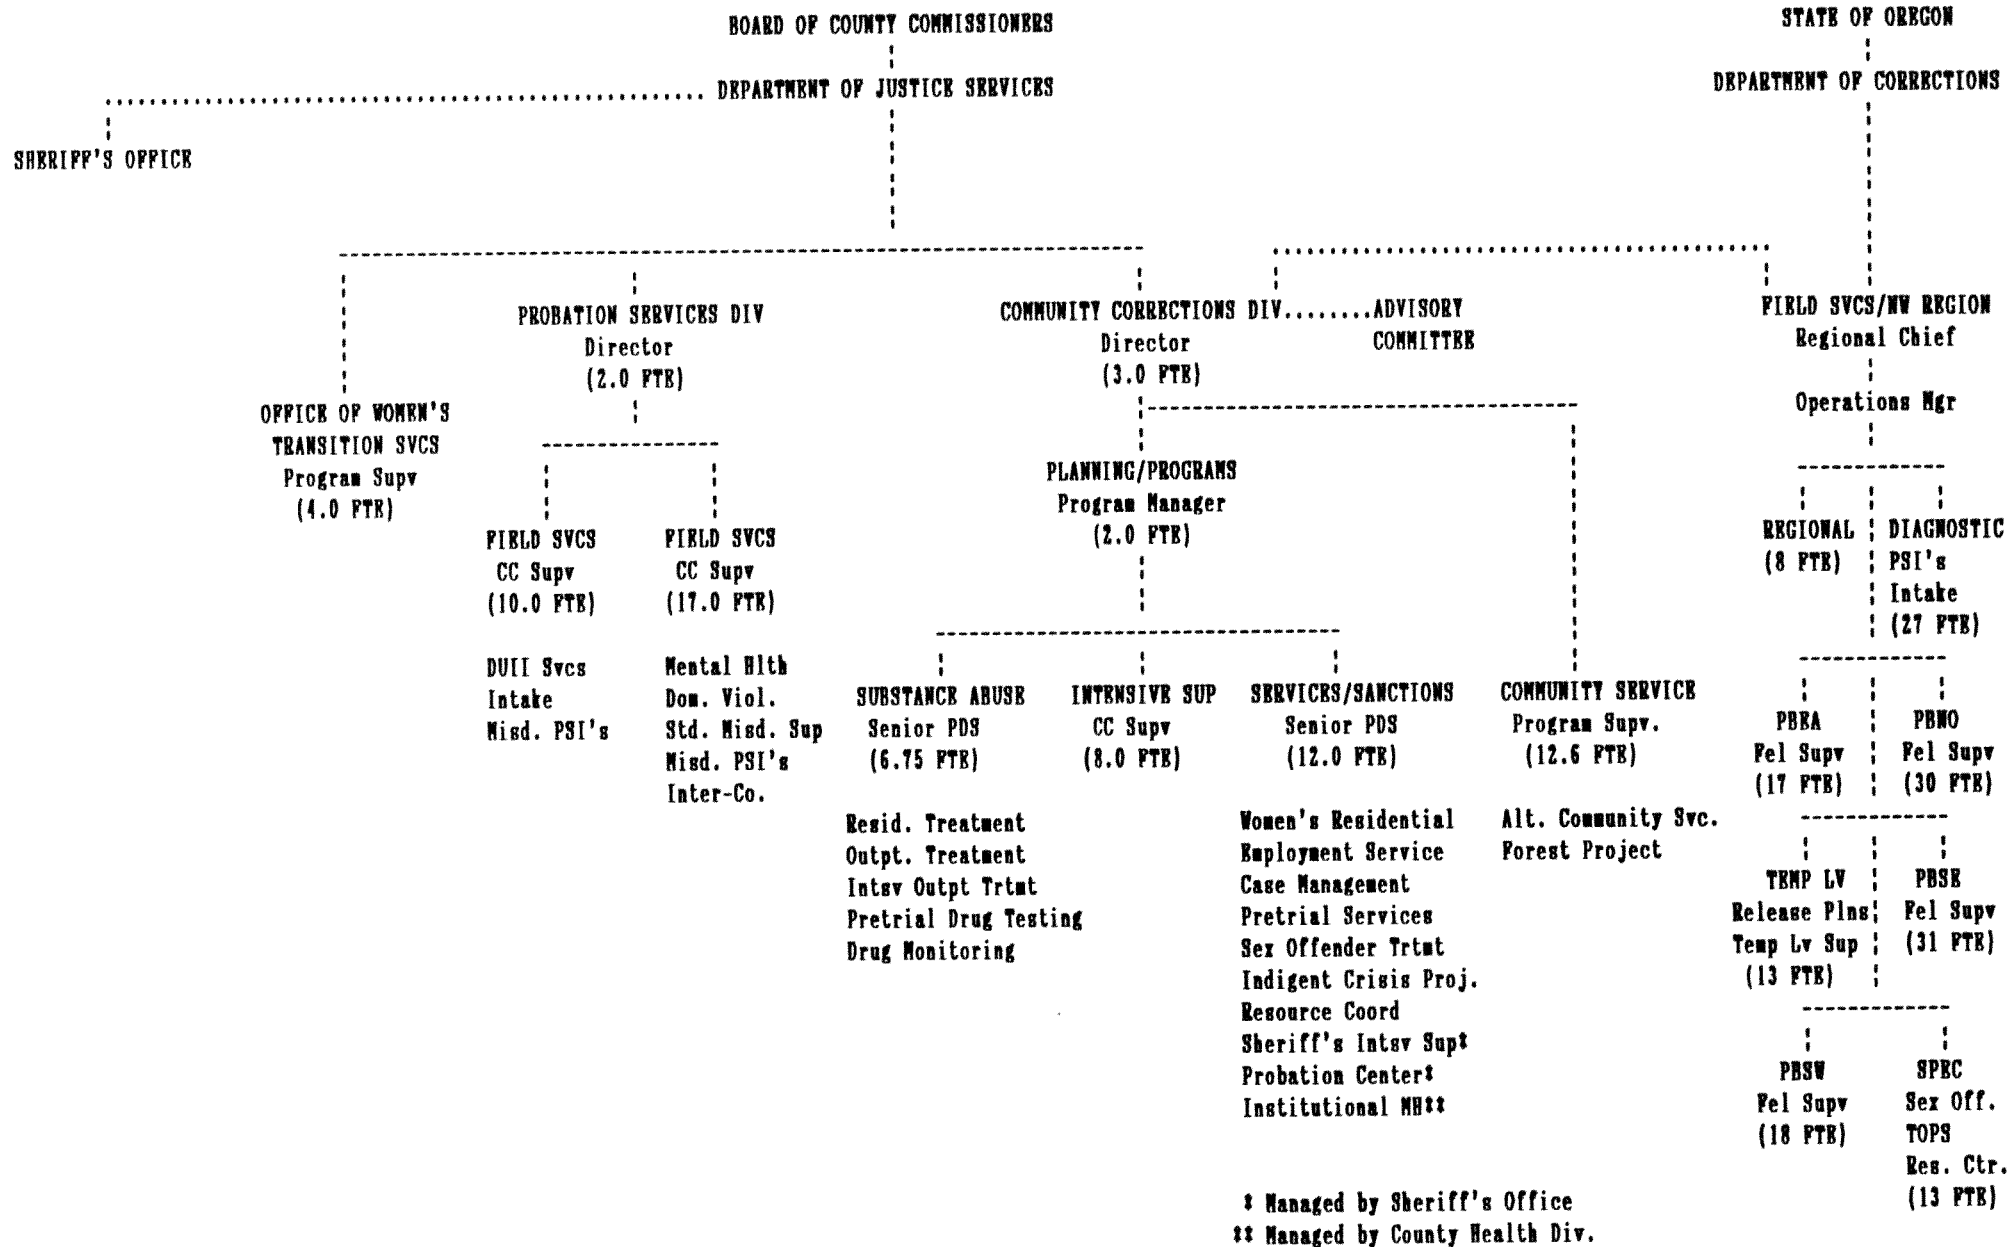 BOARD OF COUNTY COMMISSIONERS
DEPARTMENT OF JUSTICE SERVICES
SHERIFF'S OFFICE
STATE OF OREGON
DEPARTMENT OF CORRECTIONS
OFFICE OF WOMEN'S
TRANSITION SVCS
Program Supv
(4.0 FTE)
PROBATION SERVICES DIV
Director
(2.0 FTE)
FIELD SVCS
CC Supv
(10.0 FTE)
DUII Svcs
Intake
Misd. PSI's
FIELD SVCS
CC Supv
(17.0 FTE)
Mental Hlth
Dom. Viol.
Std. Misd. Sup
Misd. PSI's
Inter-Co.
COMMUNITY CORRECTIONS DIV........ADVISORY
COMMITTEE
Director
(3.0 FTE)
PLANNING/PROGRAMS
Program Manager
(2.0 FTE)
SUBSTANCE ABUSE
Senior PDS
(6.75 FTE)
Resid. Treatment
Outpt. Treatment
Intsv Outpt Trtmt
Pretrial Drug Testing
Drug Monitoring
INTENSIVE SUP
CC Supv
(8.0 FTE)
SERVICES/SANCTIONS
Senior PDS
(12.0 FTE)
Women's Residential
Employment Service
Case Management
Pretrial Services
Sex Offender Trtmt
Indigent Crisis Proj.
Resource Coord
Sheriff's Intsv Sup*
Probation Center*
Institutional MH**
COMMUNITY SERVICE
Program Supv.
(12.6 FTE)
Alt. Community Svc.
Forest Project
FIELD SVCS/NW REGION
Regional Chief
Operations Mgr
REGIONAL
(8 FTE)
DIAGNOSTIC
PSI's
Intake
(27 FTE)
PBEA
Fel Supv
(17 FTE)
PBNO
Fel Supv
(30 FTE)
TEMP LV
Release Plns
Temp Lv Sup
(13 FTE)
PBSE
Fel Supv
(31 FTE)
PBSW
Fel Supv
(18 FTE)
SPEC
Sex Off.
TOPS
Res. Ctr.
(13 FTE)
* Managed by Sheriff's Office
** Managed by County Health Div.